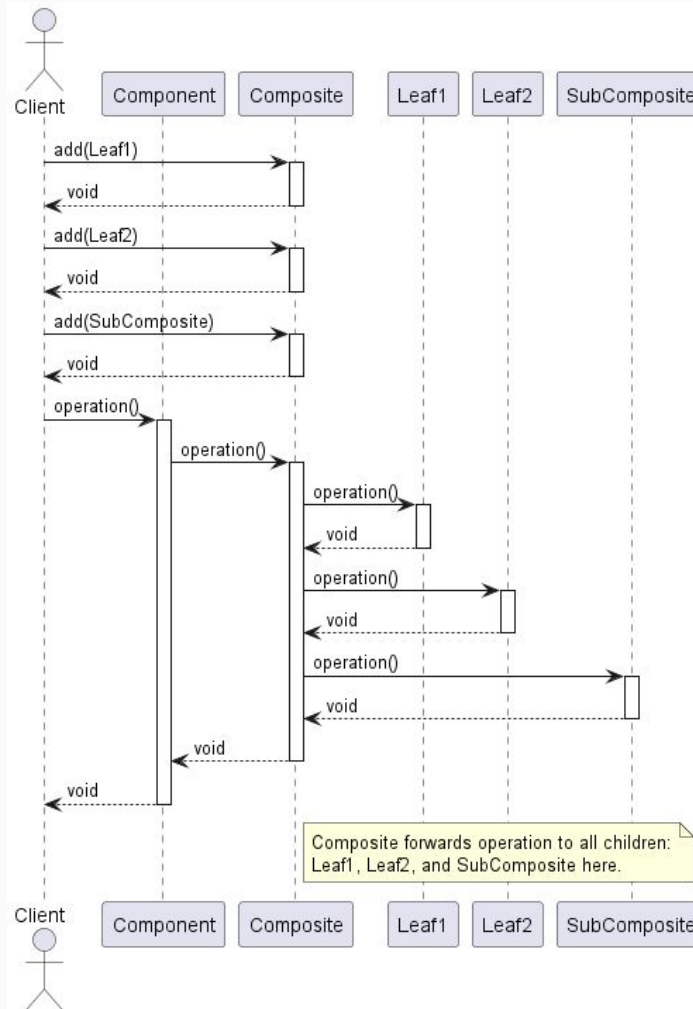 Client
Component
Composite
Leaf1
Leaf2
SubComposite
add(Leaf1)
void
add(Leaf2)
void
add(SubComposite)
void
operation()
operation()
operation()
void
operation()
void
operation()
void
void
void
Composite forwards operation to all children:
Leaf1, Leaf2, and SubComposite here.
Client
Component
Composite
Leaf1
Leaf2
SubComposite